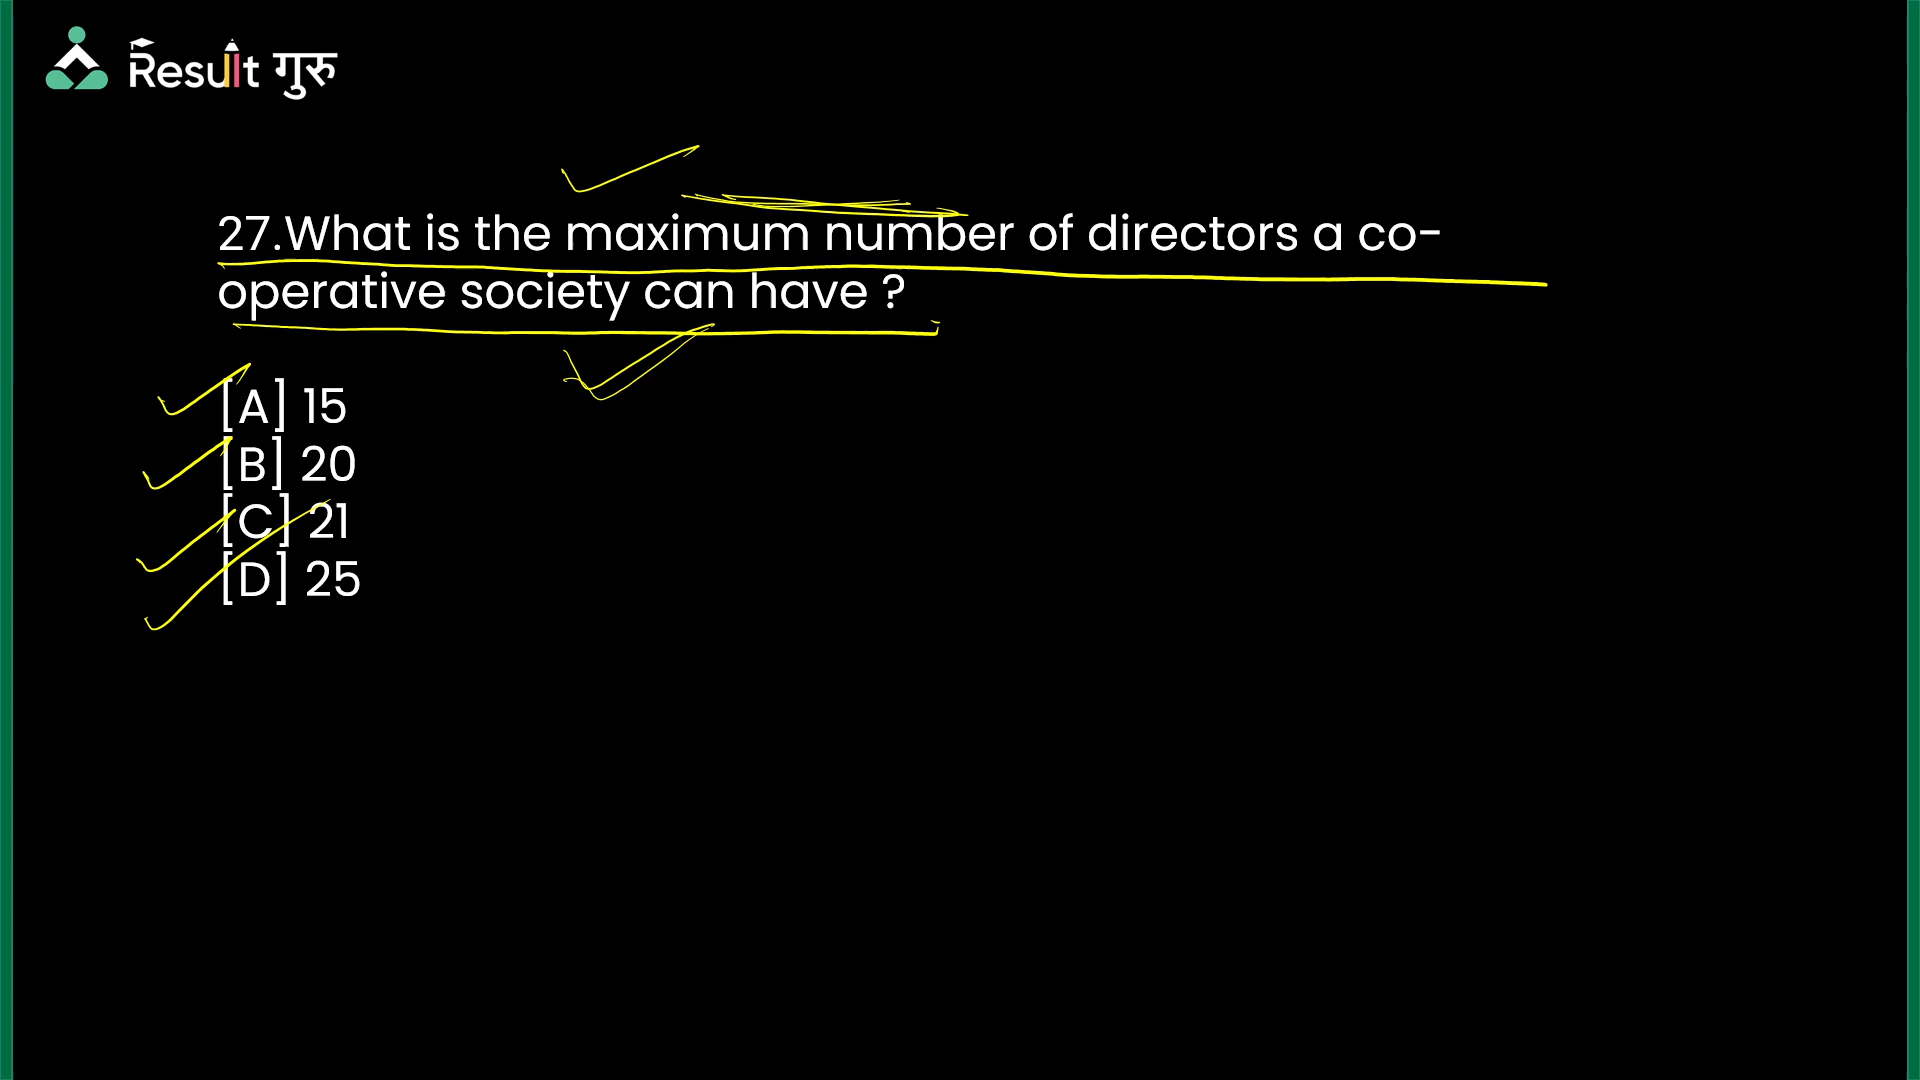 Result गुरु
27.What is the maximum number of directors a co-
operative society can have ?
[A] 15
[B] 20
[C] 21
[D] 25